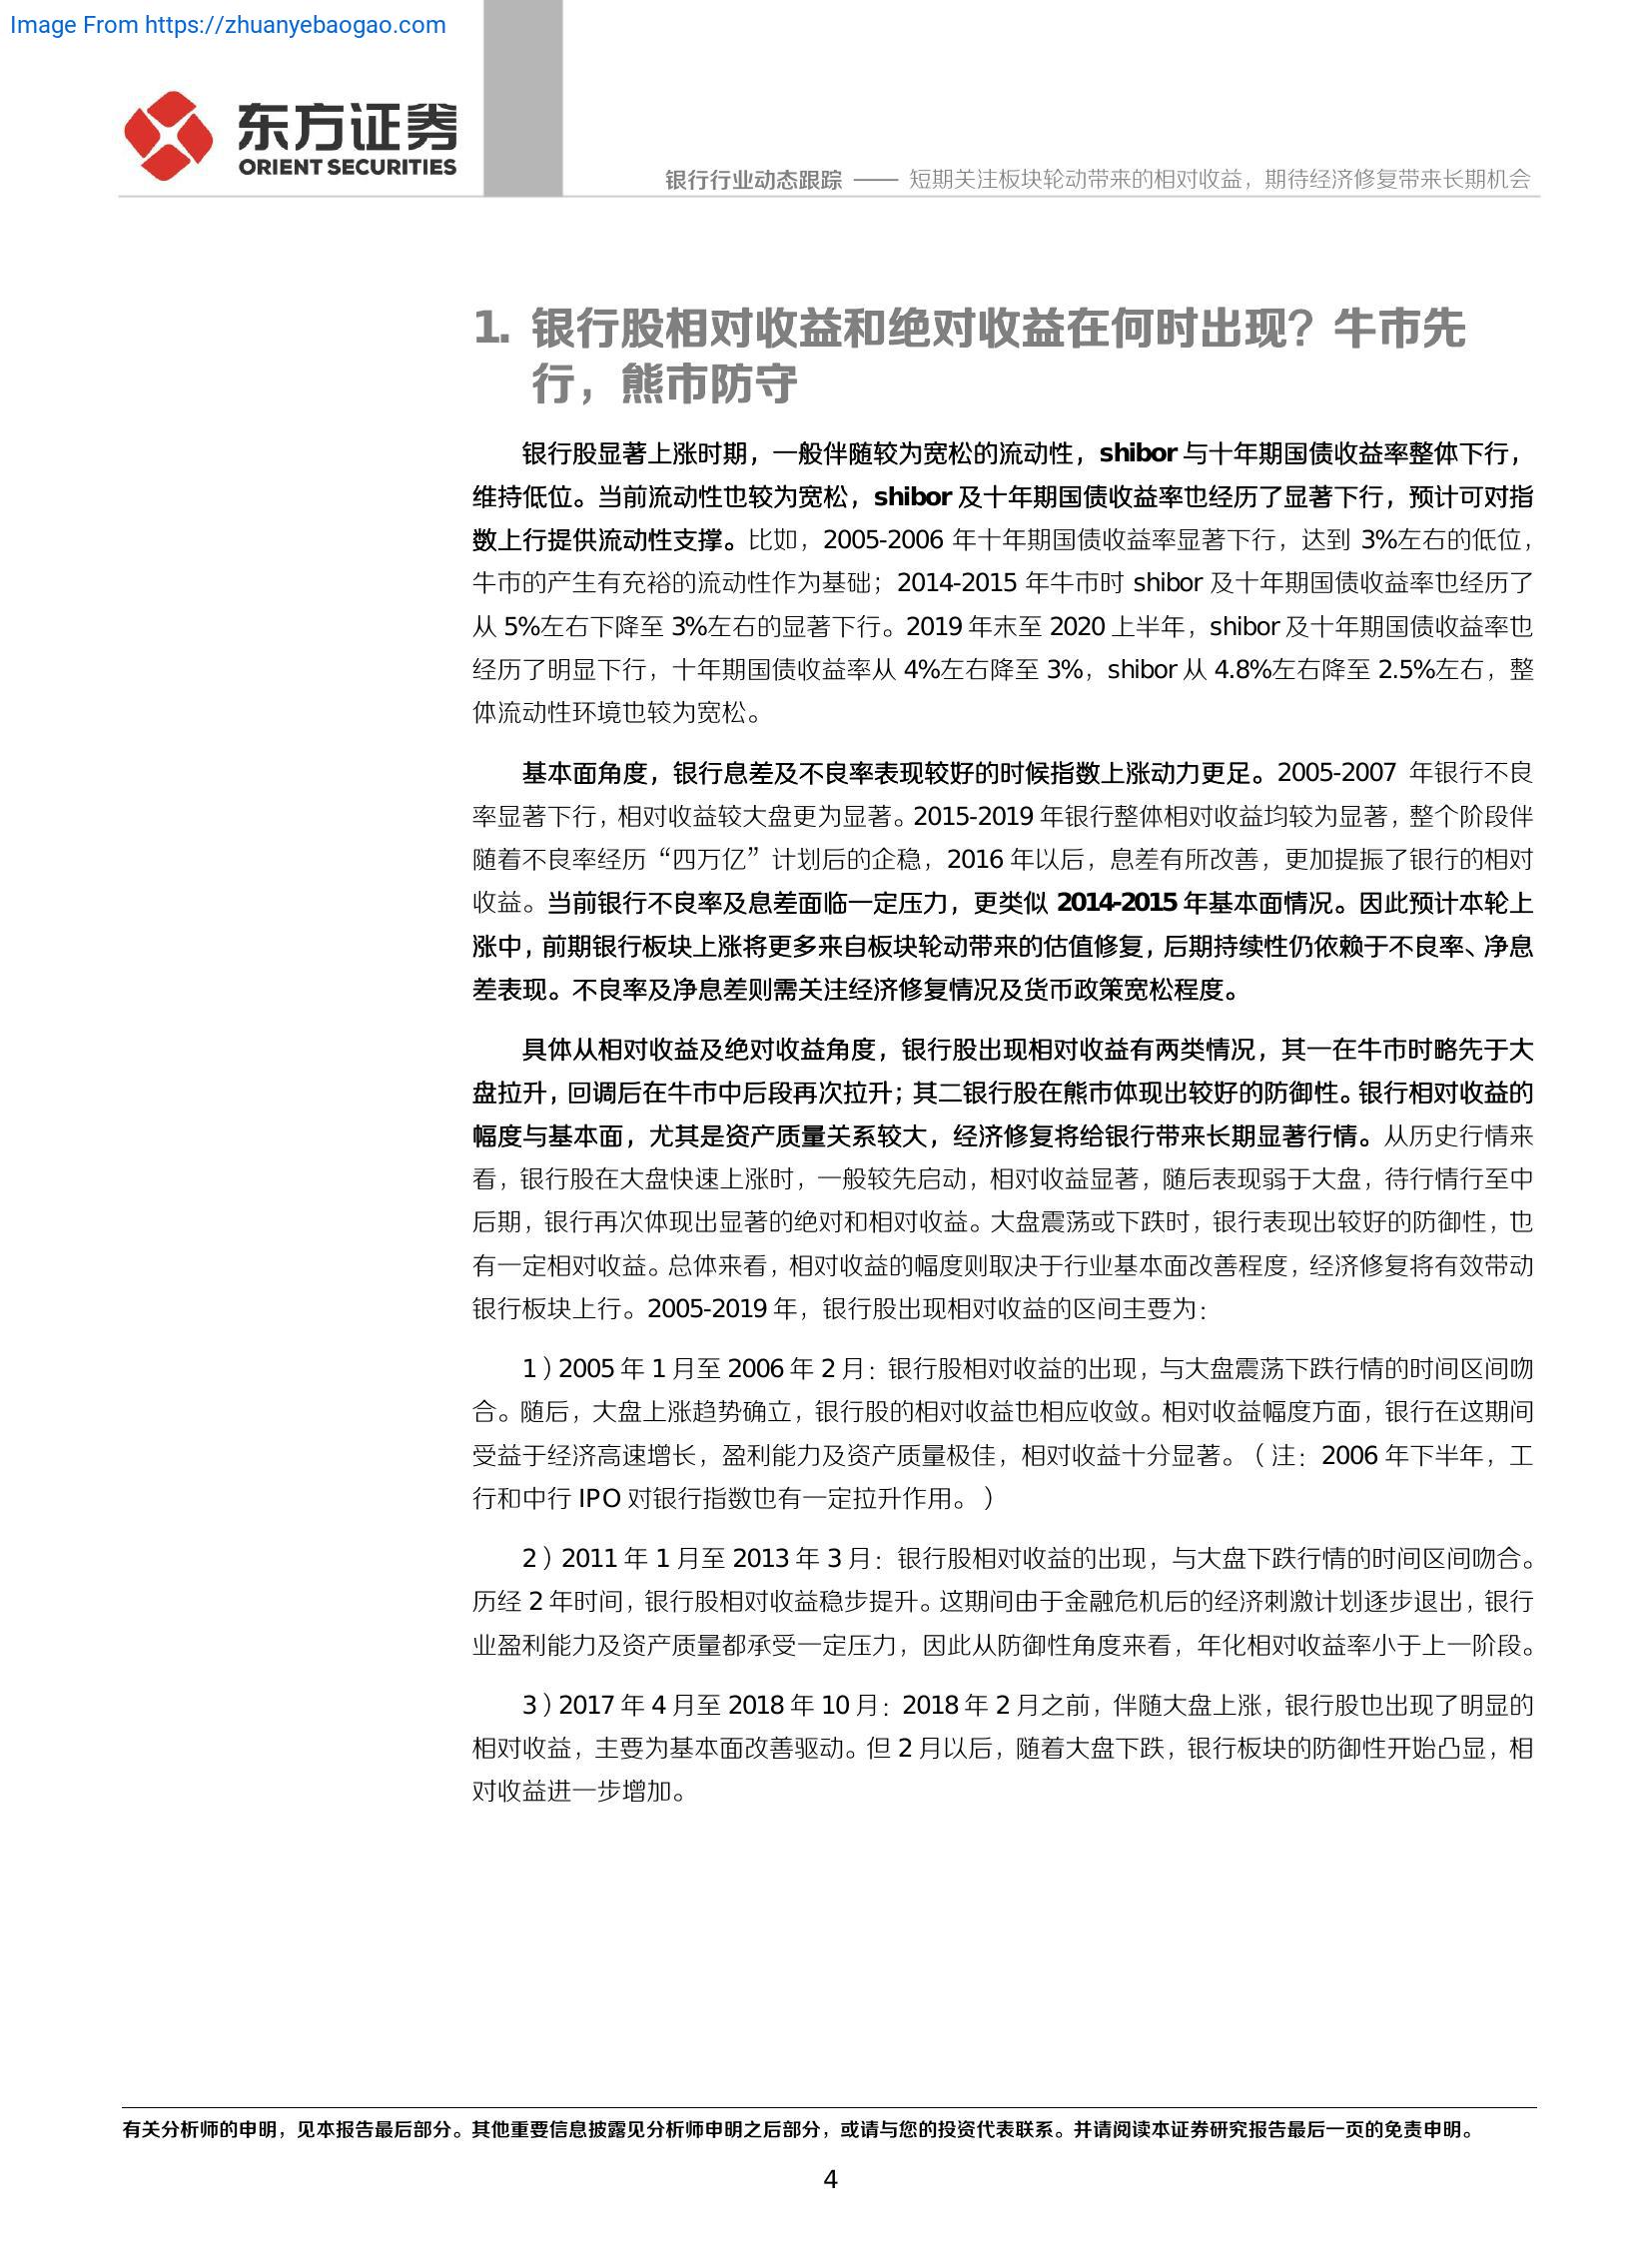 Image From https://zhuanyebaogao.com
东方证券
ORIENT SECURITIES
银行行业动态跟踪 —— 短期关注板块轮动带来的相对收益，期待经济修复带来长期机会
1. 银行股相对收益和绝对收益在何时出现？牛市先
行，熊市防守
银行股显著上涨时期，一般伴随较为宽松的流动性，shibor 与十年期国债收益率整体下行，
维持低位。当前流动性也较为宽松，shibor 及十年期国债收益率也经历了显著下行，预计可对指
数上行提供流动性支撑。比如，2005-2006 年十年期国债收益率显著下行，达到 3%左右的低位，
牛市的产生有充裕的流动性作为基础；2014-2015 年牛市时 shibor 及十年期国债收益率也经历了
从 5%左右下降至 3%左右的显著下行。2019 年末至 2020 上半年，shibor 及十年期国债收益率也
经历了明显下行，十年期国债收益率从 4%左右降至 3%，shibor 从 4.8%左右降至 2.5%左右，整
体流动性环境也较为宽松。
基本面角度，银行息差及不良率表现较好的时候指数上涨动力更足。2005-2007 年银行不良
率显著下行，相对收益较大盘更为显著。2015-2019 年银行整体相对收益均较为显著，整个阶段伴
随着不良率经历“四万亿”计划后的企稳，2016 年以后，息差有所改善，更加提振了银行的相对
收益。当前银行不良率及息差面临一定压力，更类似 2014-2015 年基本面情况。因此预计本轮上
涨中，前期银行板块上涨将更多来自板块轮动带来的估值修复，后期持续性仍依赖于不良率、净息
差表现。不良率及净息差则需关注经济修复情况及货币政策宽松程度。
具体从相对收益及绝对收益角度，银行股出现相对收益有两类情况，其一在牛市时略先于大
盘拉升，回调后在牛市中后段再次拉升；其二银行股在熊市体现出较好的防御性。银行相对收益的
幅度与基本面，尤其是资产质量关系较大，经济修复将给银行带来长期显著行情。从历史行情来
看，银行股在大盘快速上涨时，一般较先启动，相对收益显著，随后表现弱于大盘，待行情行至中
后期，银行再次体现出显著的绝对和相对收益。大盘震荡或下跌时，银行表现出较好的防御性，也
有一定相对收益。总体来看，相对收益的幅度则取决于行业基本面改善程度，经济修复将有效带动
银行板块上行。2005-2019 年，银行股出现相对收益的区间主要为：
1）2005 年 1 月至 2006 年 2 月：银行股相对收益的出现，与大盘震荡下跌行情的时间区间吻
合。随后，大盘上涨趋势确立，银行股的相对收益也相应收敛。相对收益幅度方面，银行在这期间
受益于经济高速增长，盈利能力及资产质量极佳，相对收益十分显著。（注：2006 年下半年，工
行和中行 IPO 对银行指数也有一定拉升作用。）
2）2011 年 1 月至 2013 年 3 月：银行股相对收益的出现，与大盘下跌行情的时间区间吻合。
历经 2 年时间，银行股相对收益稳步提升。这期间由于金融危机后的经济刺激计划逐步退出，银行
业盈利能力及资产质量都承受一定压力，因此从防御性角度来看，年化相对收益率小于上一阶段。
3）2017 年 4 月至 2018 年 10 月：2018 年 2 月之前，伴随大盘上涨，银行股也出现了明显的
相对收益，主要为基本面改善驱动。但 2 月以后，随着大盘下跌，银行板块的防御性开始凸显，相
对收益进一步增加。
有关分析师的申明，见本报告最后部分。其他重要信息披露见分析师申明之后部分，或请与您的投资代表联系。并请阅读本证券研究报告最后一页的免责申明。
4